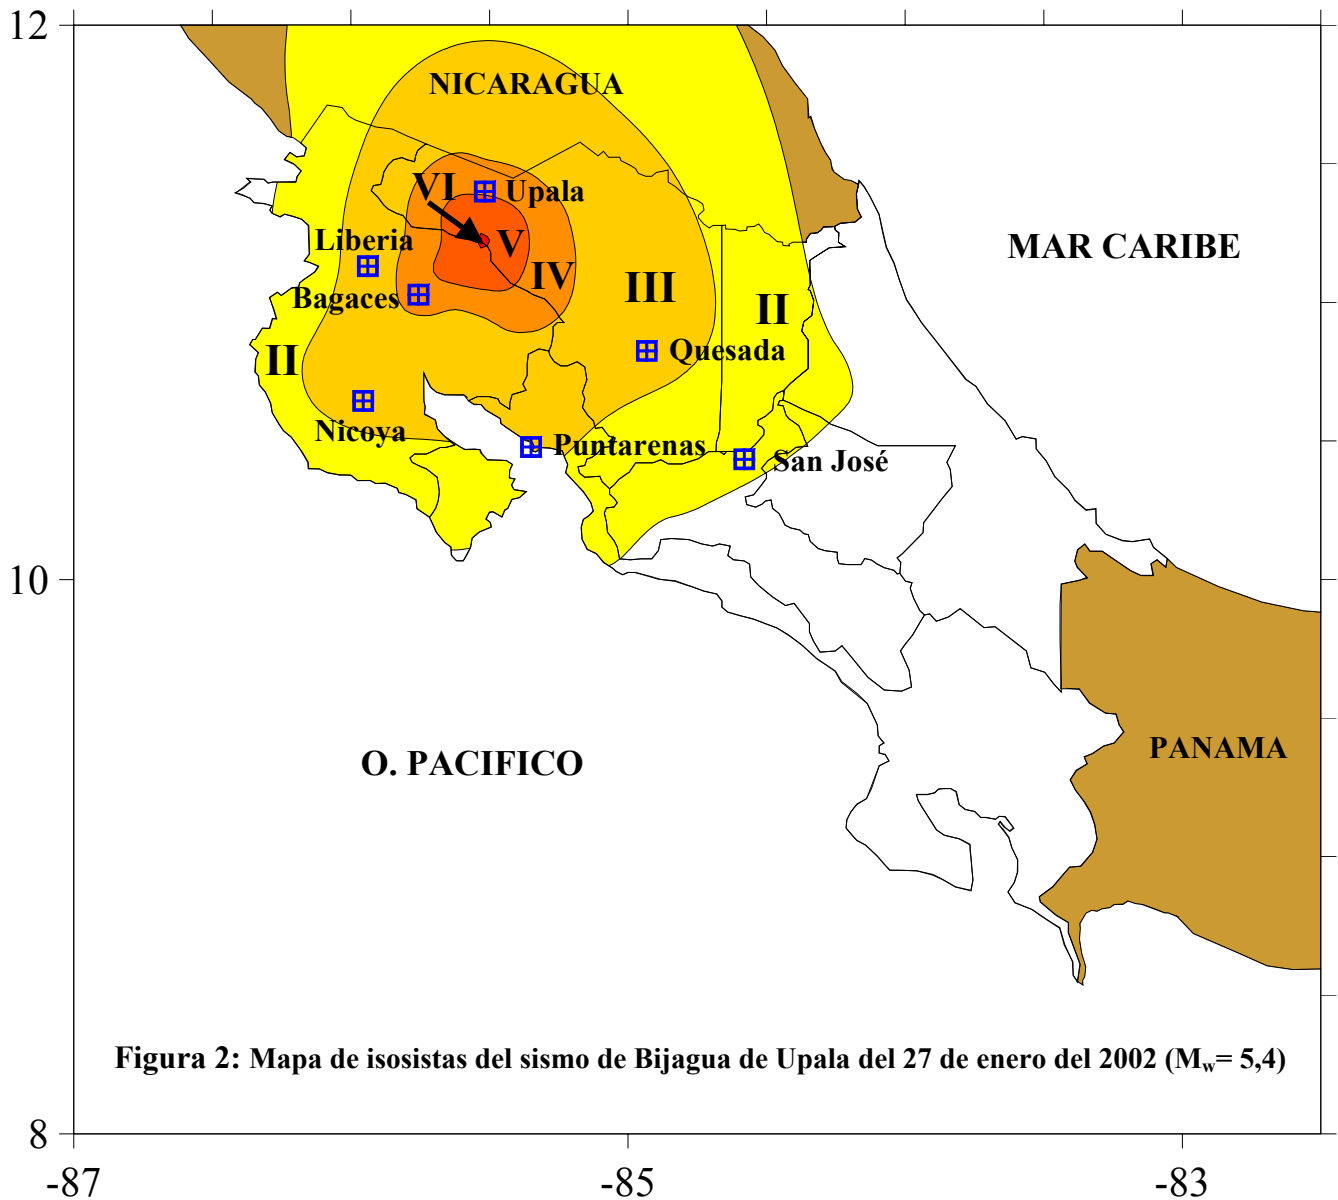 12
NICARAGUA
VI
Upala
Liberia
V
MAR CARIBE
IV
Bagaces
III
II
II
Quesada
Nicoya
Puntarenas
San José
10
O. PACIFICO
PANAMA
Figura 2: Mapa de isosistas del sismo de Bijagua de Upala del 27 de enero del 2002 (Mw= 5,4)
8
-87
-85
-83